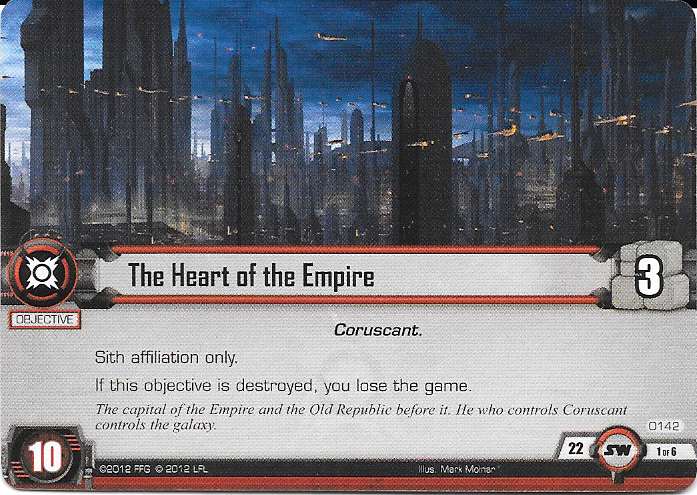 The Heart of the Empire
3
OBJECTIVE
Coruscant.
Sith affiliation only.
If this objective is destroyed, you lose the game.
The capital of the Empire and the Old Republic before it. He who controls Coruscant
controls the galaxy.
0142
10
©2012 FFG © 2012 LFL
Illus. Mark Molnar
22
SW
1 OF 6